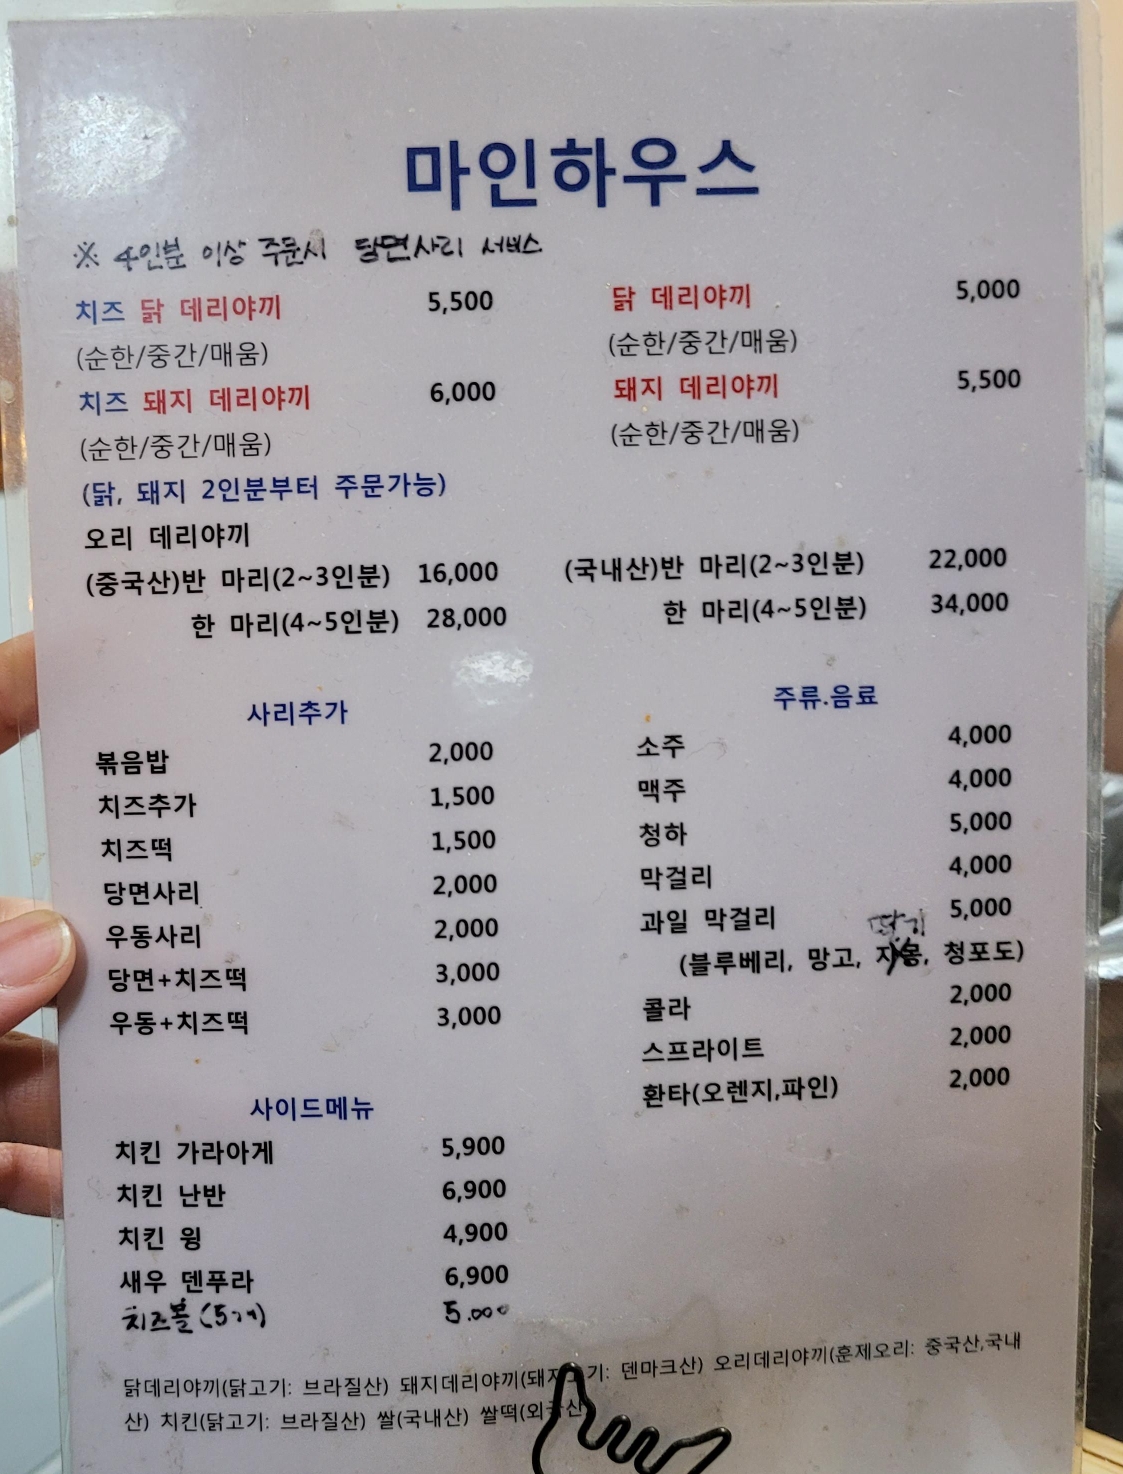 마인하우스
※ 4인분 이상 주문시 당면사리 서비스
치즈 닭 데리야끼 5,500
(순한/중간/매움)
치즈 돼지 데리야끼 6,000
(순한/중간/매움)
닭 데리야끼 5,000
(순한/중간/매움)
돼지 데리야끼 5,500
(순한/중간/매움)
(닭, 돼지 2인분부터 주문가능)
오리 데리야끼
(중국산)반 마리(2~3인분) 16,000
한 마리(4~5인분) 28,000
(국내산)반 마리(2~3인분) 22,000
한 마리(4~5인분) 34,000
사리추가
볶음밥 2,000
치즈추가 1,500
치즈떡 1,500
당면사리 2,000
우동사리 2,000
당면+치즈떡 3,000
우동+치즈떡 3,000
사이드메뉴
치킨 가라아게 5,900
치킨 난반 6,900
치킨 윙 4,900
새우 덴푸라 6,900
치즈볼 (5개) 5.000
주류.음료
소주 4,000
맥주 4,000
청하 5,000
막걸리 4,000
과일 막걸리 5,000
딸기
(블루베리, 망고, 자몽, 청포도)
콜라 2,000
스프라이트 2,000
환타(오렌지,파인) 2,000
닭데리야끼(닭고기: 브라질산) 돼지데리야끼(돼지고기: 덴마크산) 오리데리야끼(훈제오리: 중국산,국내
산) 치킨(닭고기: 브라질산) 쌀(국내산) 쌀떡(외국산)